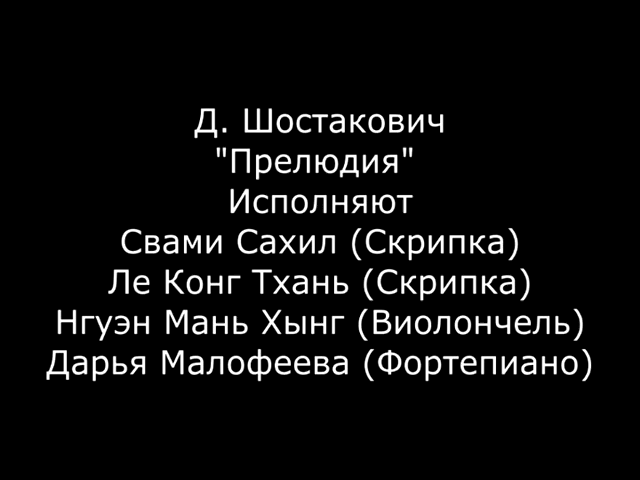 Д. Шостакович
"Прелюдия"
Исполняют
Свами Сахил (Скрипка)
Ле Конг Тхань (Скрипка)
Нгуэн Мань Хынг (Виолончель)
Дарья Малофеева (Фортепиано)